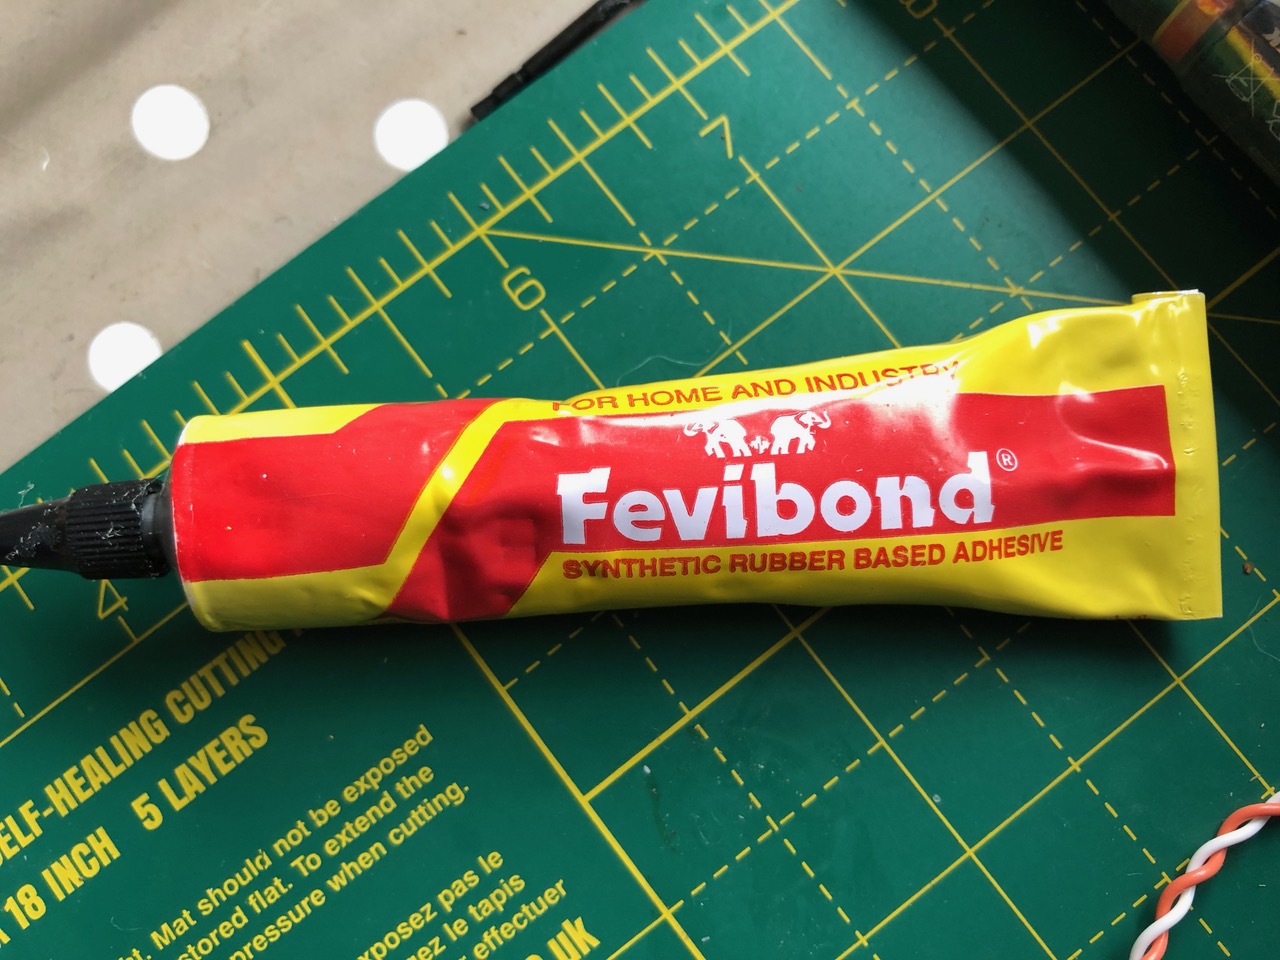 7
6
FOR HOME AND INDUSTRY
Fevibond®
SYNTHETIC RUBBER BASED ADHESIVE
4
SELF-HEALING CUTTING
18 INCH 5 LAYERS
Mat should not be exposed
stored flat. To extend the
pressure when cutting.
exposez pas le
le tapis
effectuer
uk